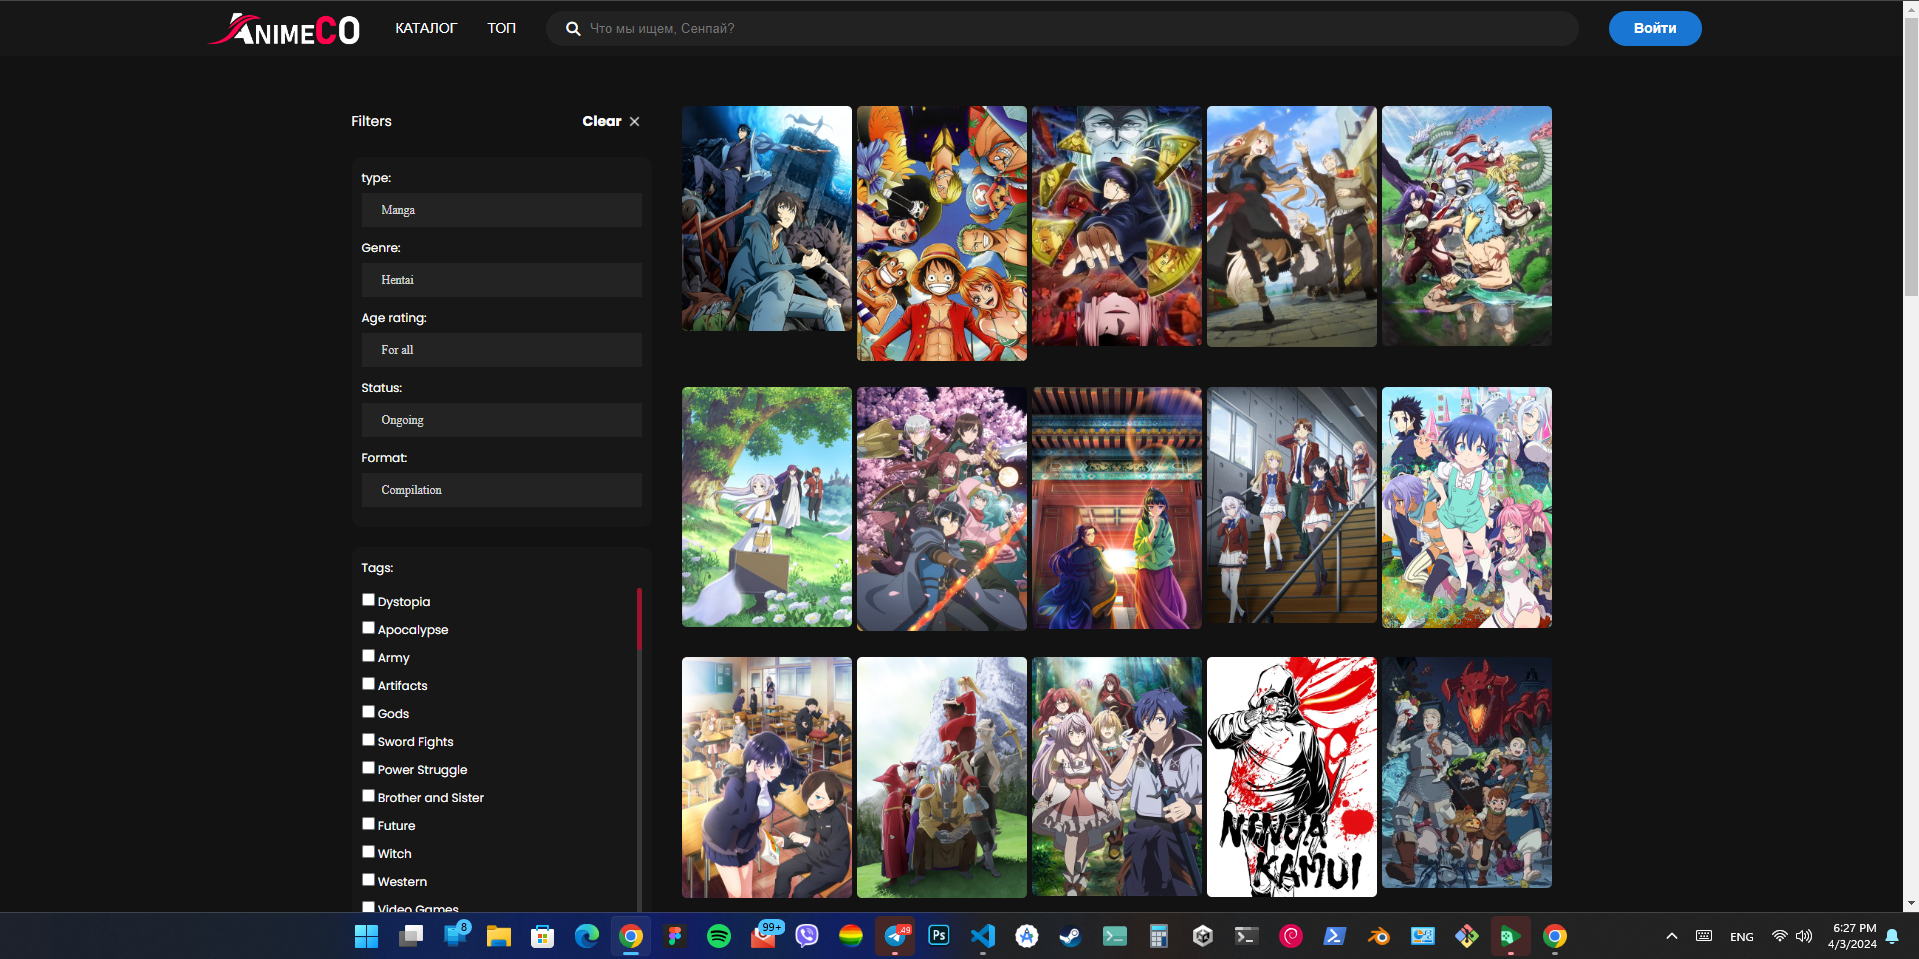 ANIMECO
КАТАЛОГ
ТОП
Что мы ищем, Сенпай?
Войти
Filters
Clear ✕
type:
Manga
Genre:
Hentai
Age rating:
For all
Status:
Ongoing
Format:
Compilation
Tags:
Dystopia
Apocalypse
Army
Artifacts
Gods
Sword Fights
Power Struggle
Brother and Sister
Future
Witch
Western
Video Games
NINJA
KAMUI
8
99+
49
Ps
ENG
6:27 PM
4/3/2024